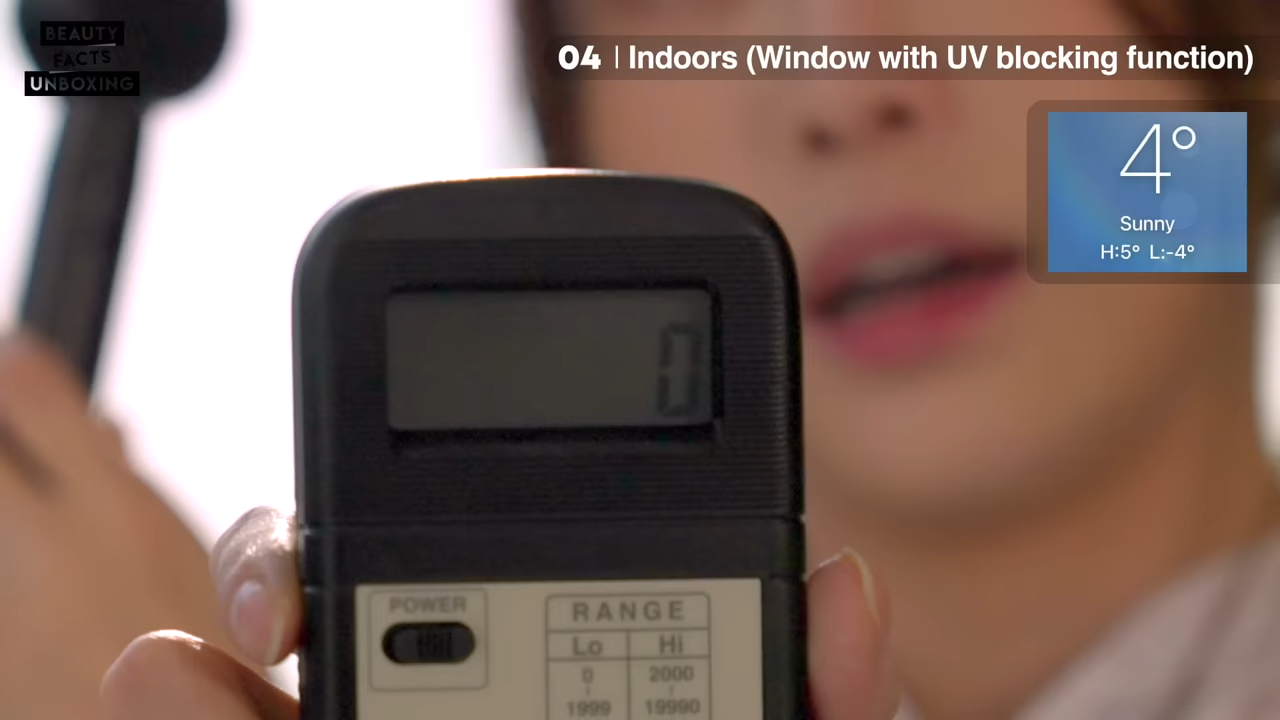 BEAUTY
FACTS
UNBOXING
04 | Indoors (Window with UV blocking function)
4°
Sunny
H:5° L:-4°
0
POWER
RANGE
Lo Hi
0 2000
1999 19990